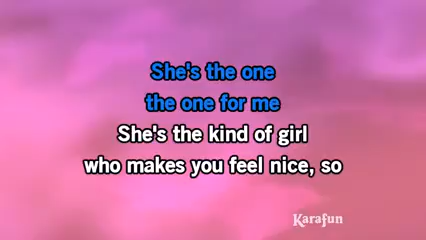 She's the one
the one for me
She's the kind of girl
who makes you feel nice, so
Karafun